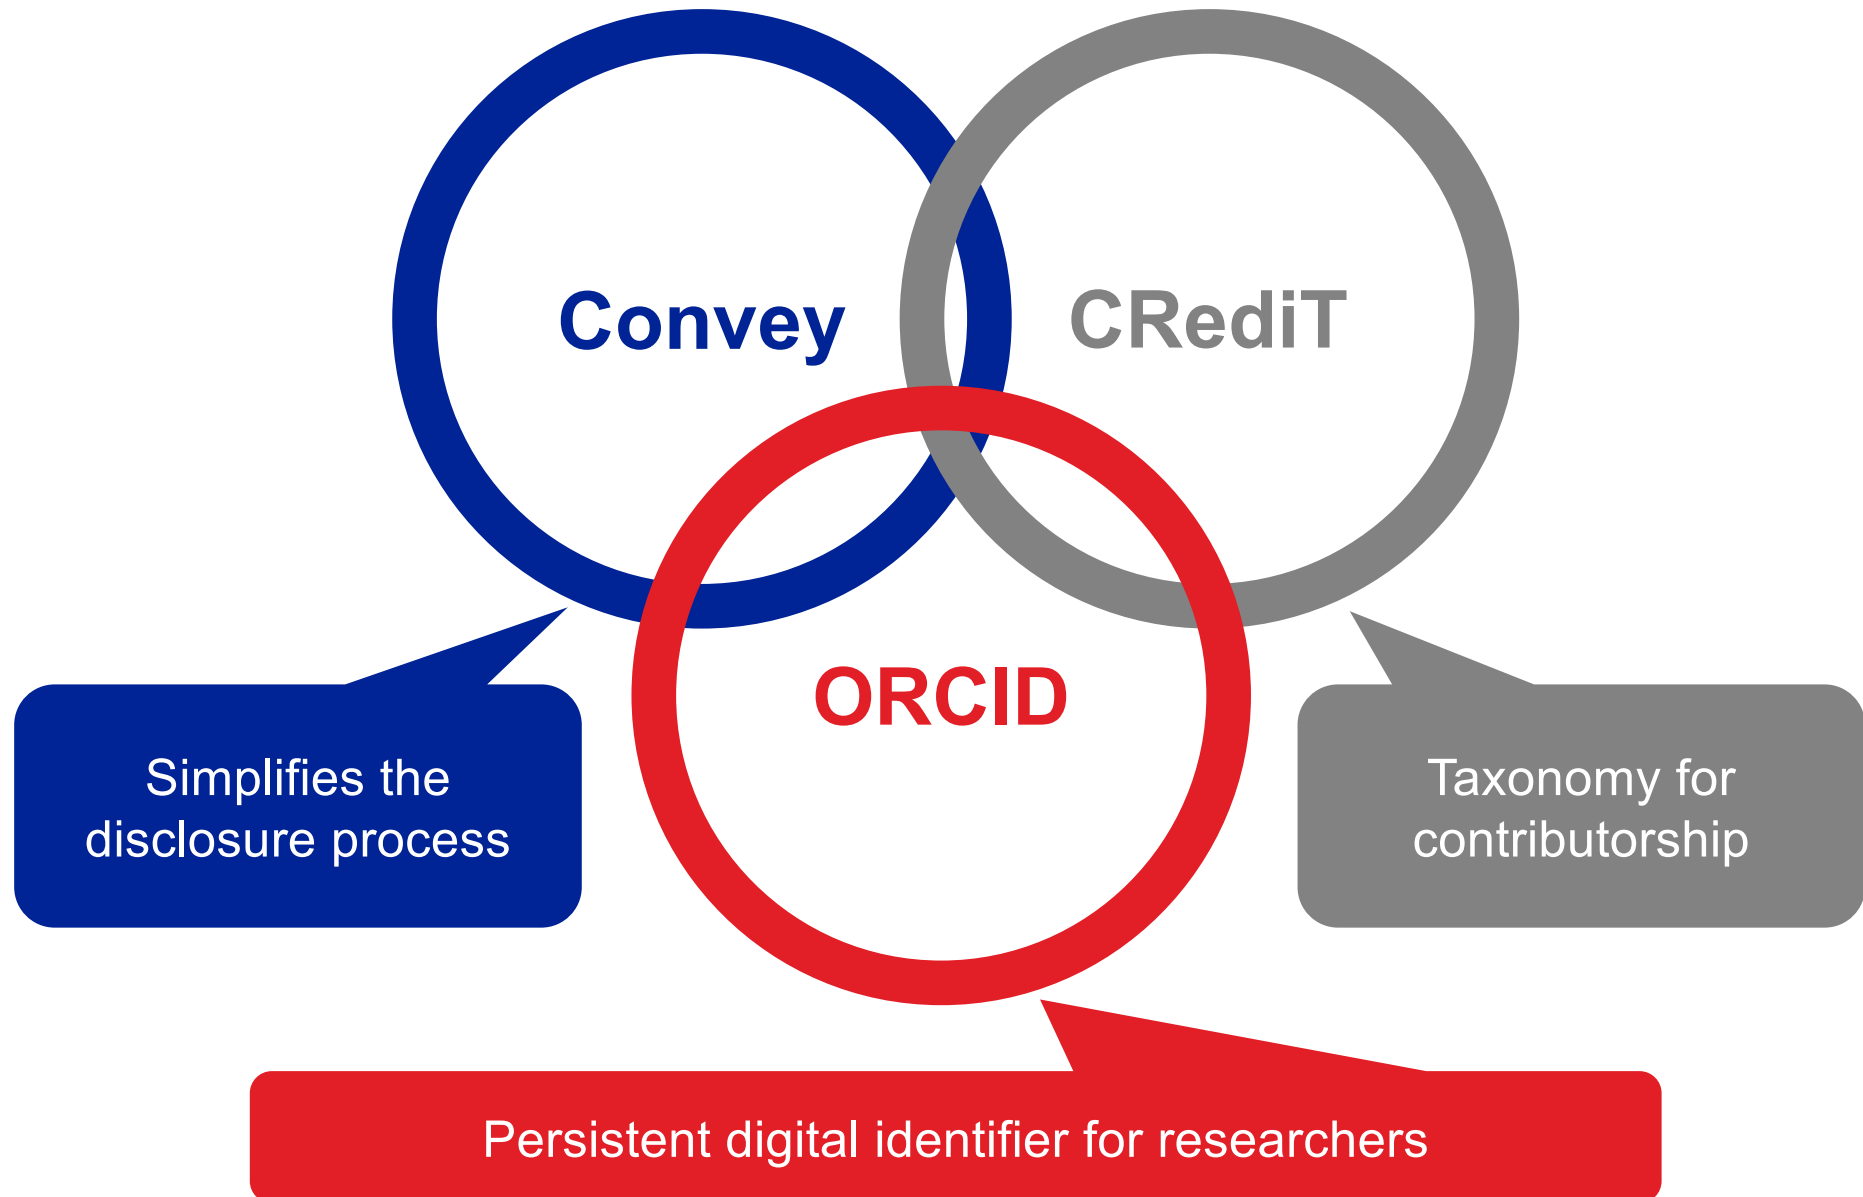 Convey
CRediT
ORCID
Simplifies the
disclosure process
Taxonomy for
contributorship
Persistent digital identifier for researchers